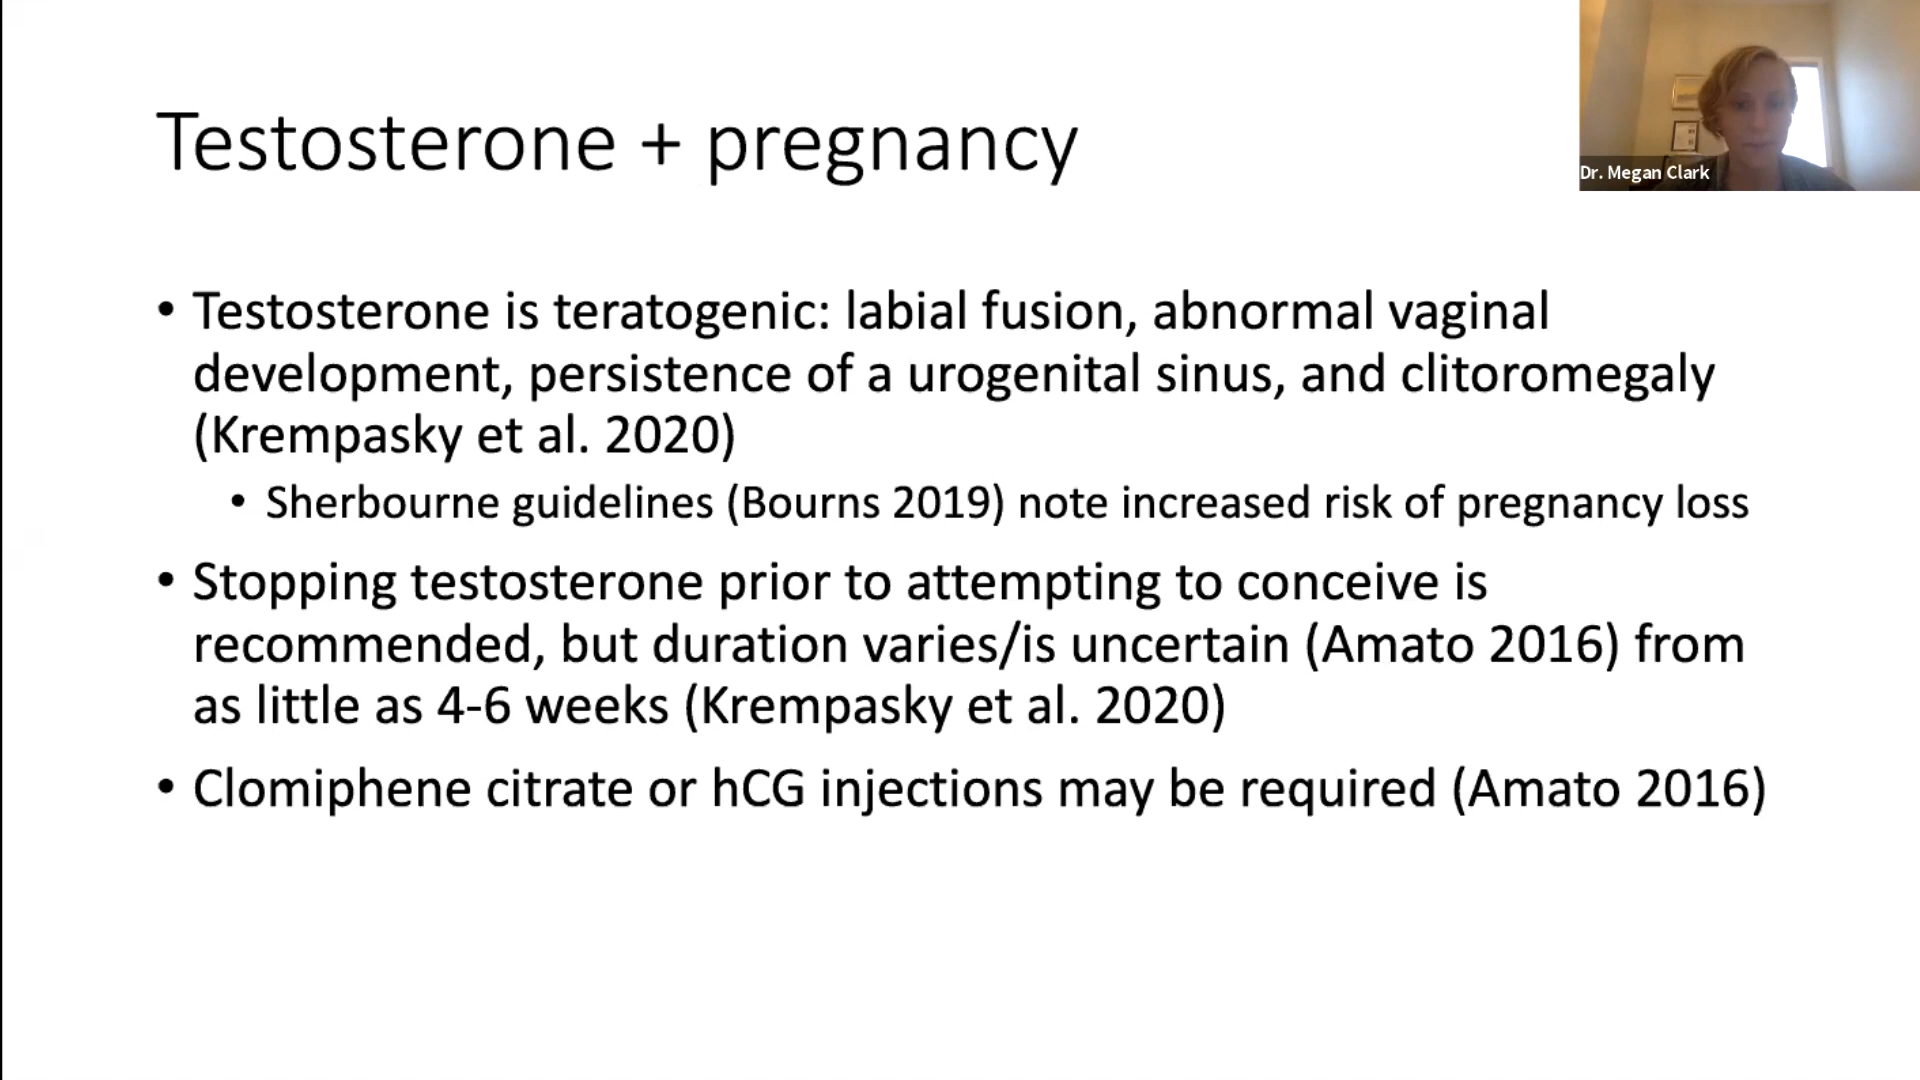 Testosterone + pregnancy
Dr. Megan Clark
• Testosterone is teratogenic: labial fusion, abnormal vaginal
development, persistence of a urogenital sinus, and clitoromegaly
(Krempasky et al. 2020)
• Sherbourne guidelines (Bourns 2019) note increased risk of pregnancy loss
• Stopping testosterone prior to attempting to conceive is
recommended, but duration varies/is uncertain (Amato 2016) from
as little as 4-6 weeks (Krempasky et al. 2020)
• Clomiphene citrate or hCG injections may be required (Amato 2016)